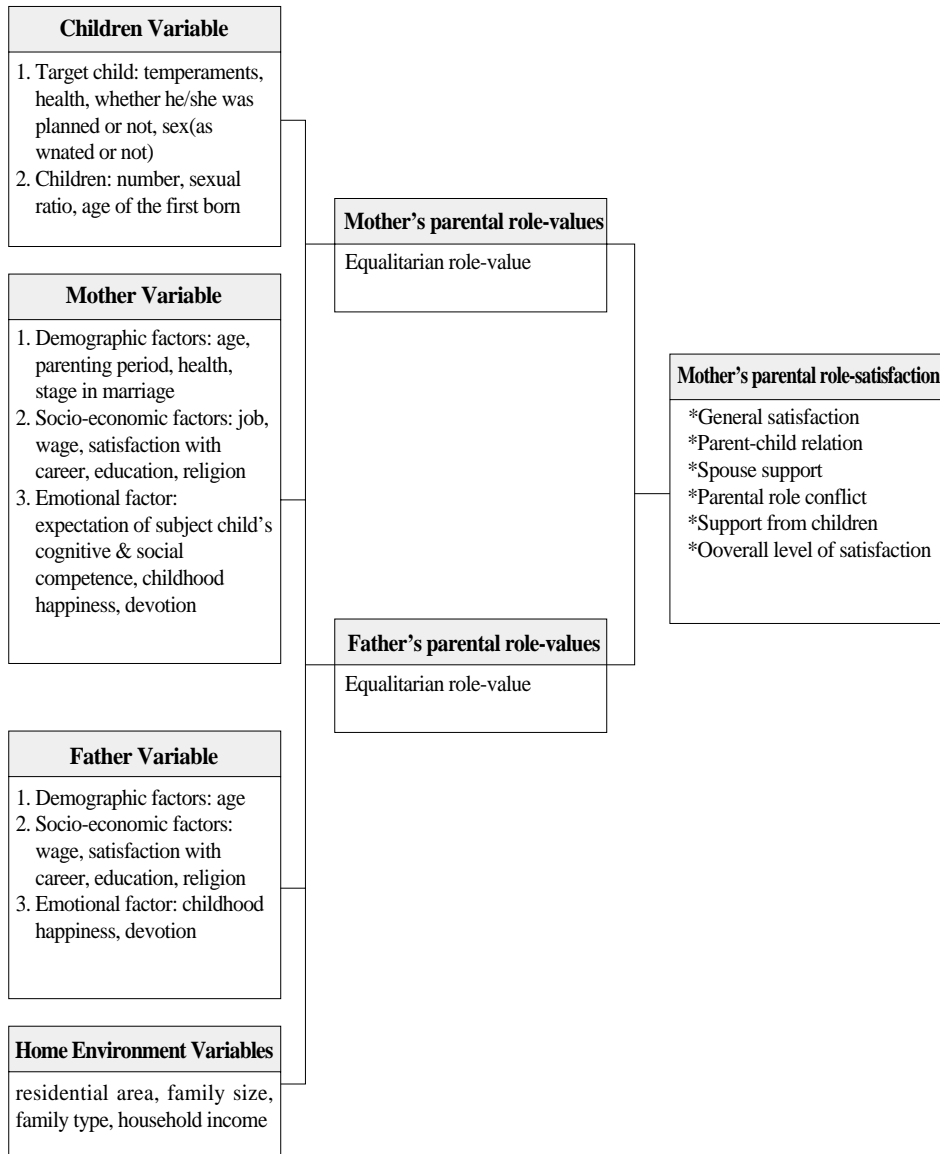 Children Variable
1. Target child: temperaments,
health, whether he/she was
planned or not, sex(as
wnated or not)
2. Children: number, sexual
ratio, age of the first born
Mother Variable
1. Demographic factors: age,
parenting period, health,
stage in marriage
2. Socio-economic factors: job,
wage, satisfaction with
career, education, religion
3. Emotional factor:
expectation of subject child’s
cognitive & social
competence, childhood
happiness, devotion
Father Variable
1. Demographic factors: age
2. Socio-economic factors:
wage, satisfaction with
career, education, religion
3. Emotional factor: childhood
happiness, devotion
Home Environment Variables
residential area, family size,
family type, household income
Mother’s parental role-values
Equalitarian role-value
Father’s parental role-values
Equalitarian role-value
Mother’s parental role-satisfaction
*General satisfaction
*Parent-child relation
*Spouse support
*Parental role conflict
*Support from children
*Ooverall level of satisfaction